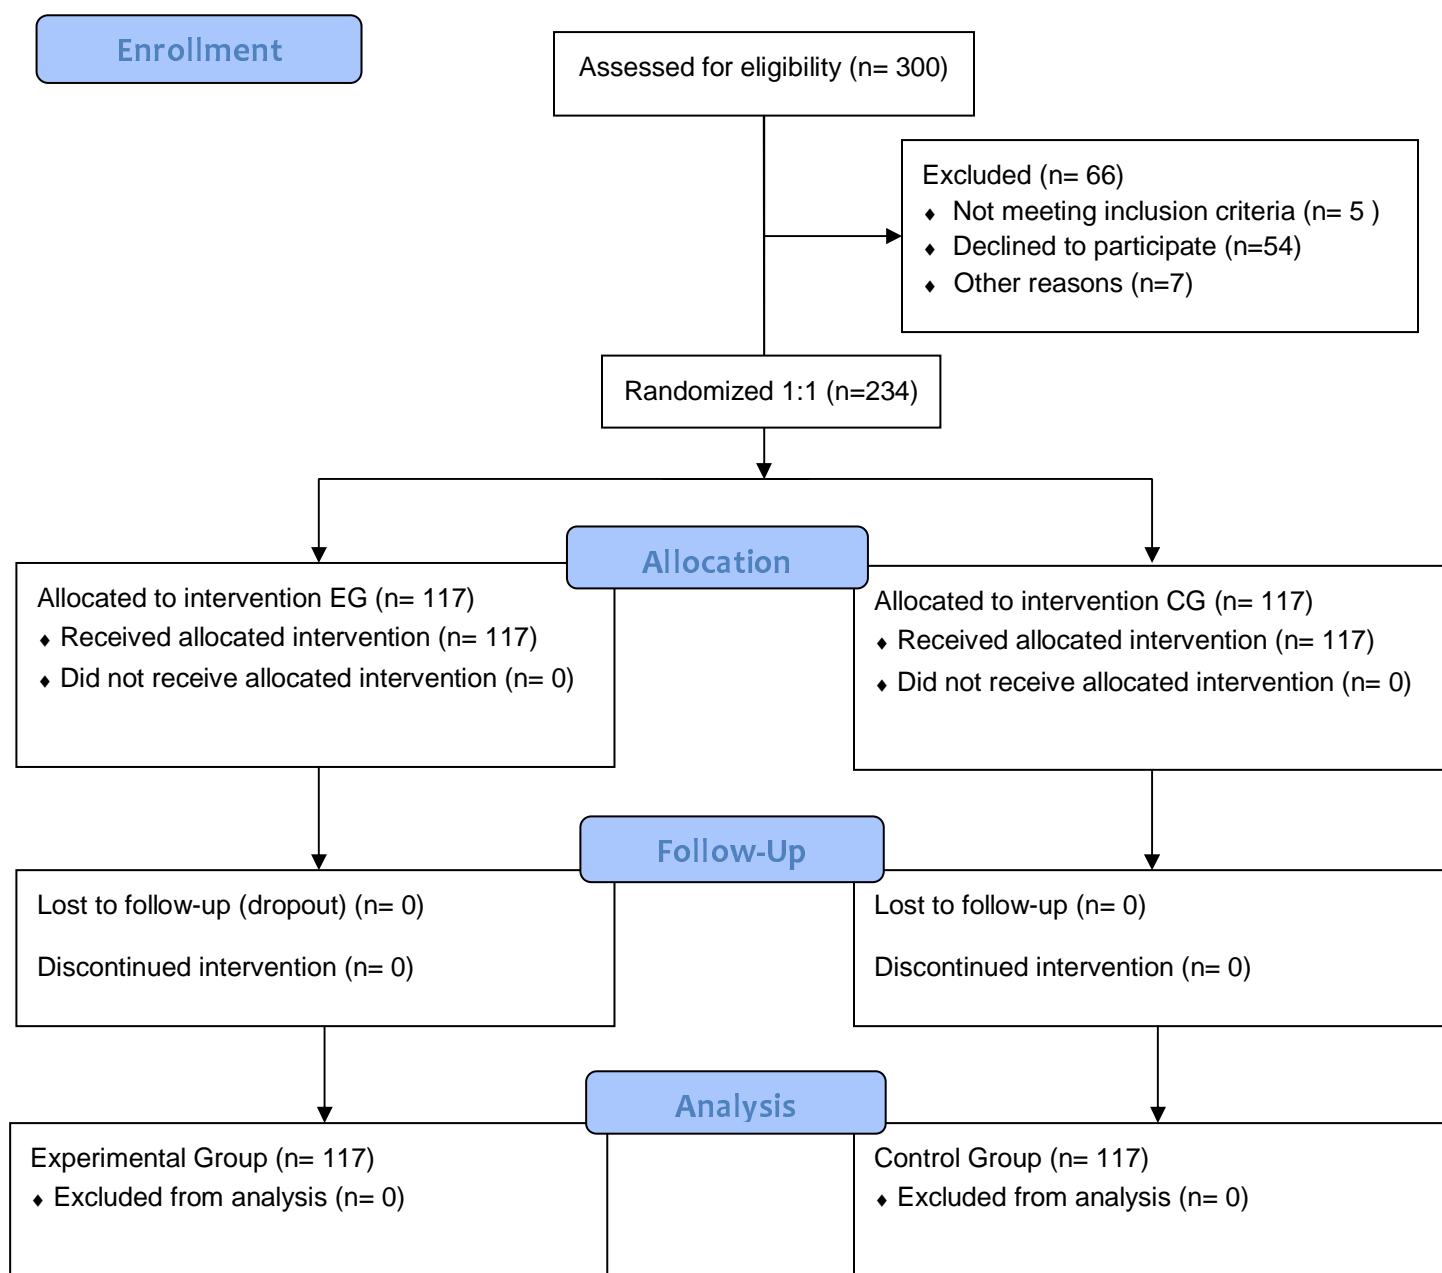 Enrollment
Assessed for eligibility (n= 300)
Excluded (n= 66)
♦ Not meeting inclusion criteria (n= 5 )
♦ Declined to participate (n=54)
♦ Other reasons (n=7)
Randomized 1:1 (n=234)
Allocation
Allocated to intervention EG (n= 117)
♦ Received allocated intervention (n= 117)
♦ Did not receive allocated intervention (n= 0)
Allocated to intervention CG (n= 117)
♦ Received allocated intervention (n= 117)
♦ Did not receive allocated intervention (n= 0)
Follow-Up
Lost to follow-up (dropout) (n= 0)
Discontinued intervention (n= 0)
Lost to follow-up (n= 0)
Discontinued intervention (n= 0)
Analysis
Experimental Group (n= 117)
♦ Excluded from analysis (n= 0)
Control Group (n= 117)
♦ Excluded from analysis (n= 0)